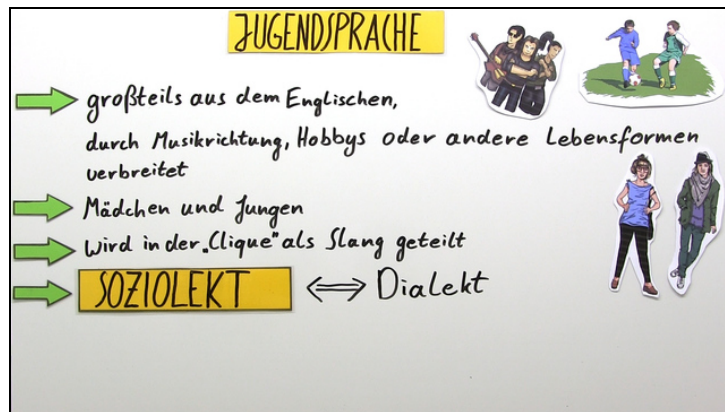 JUGENDSPRACHE
großteils aus dem Englischen,
durch Musikrichtung, Hobbys oder andere Lebensformen
verbreitet
Mädchen und Jungen
wird in der „Clique" als Slang geteilt
SOZIOLEKT ⟺ Dialekt